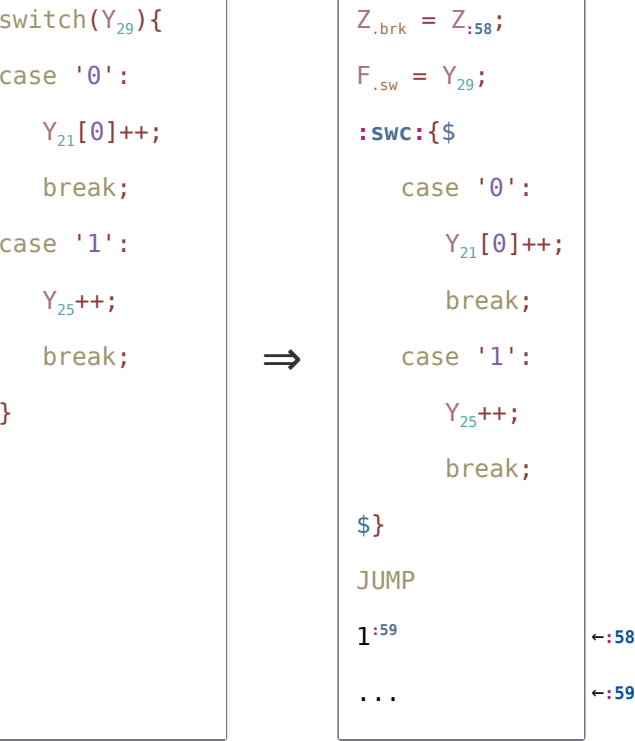 switch(Y29){
case '0':
Y21[0]++;
break;
case '1':
Y25++;
break;
}
⇒
Z.brk = Z:58;
F.sw = Y29;
:swc:{$
case '0':
Y21[0]++;
break;
case '1':
Y25++;
break;
$}
JUMP
1:59 ←:58
... ←:59